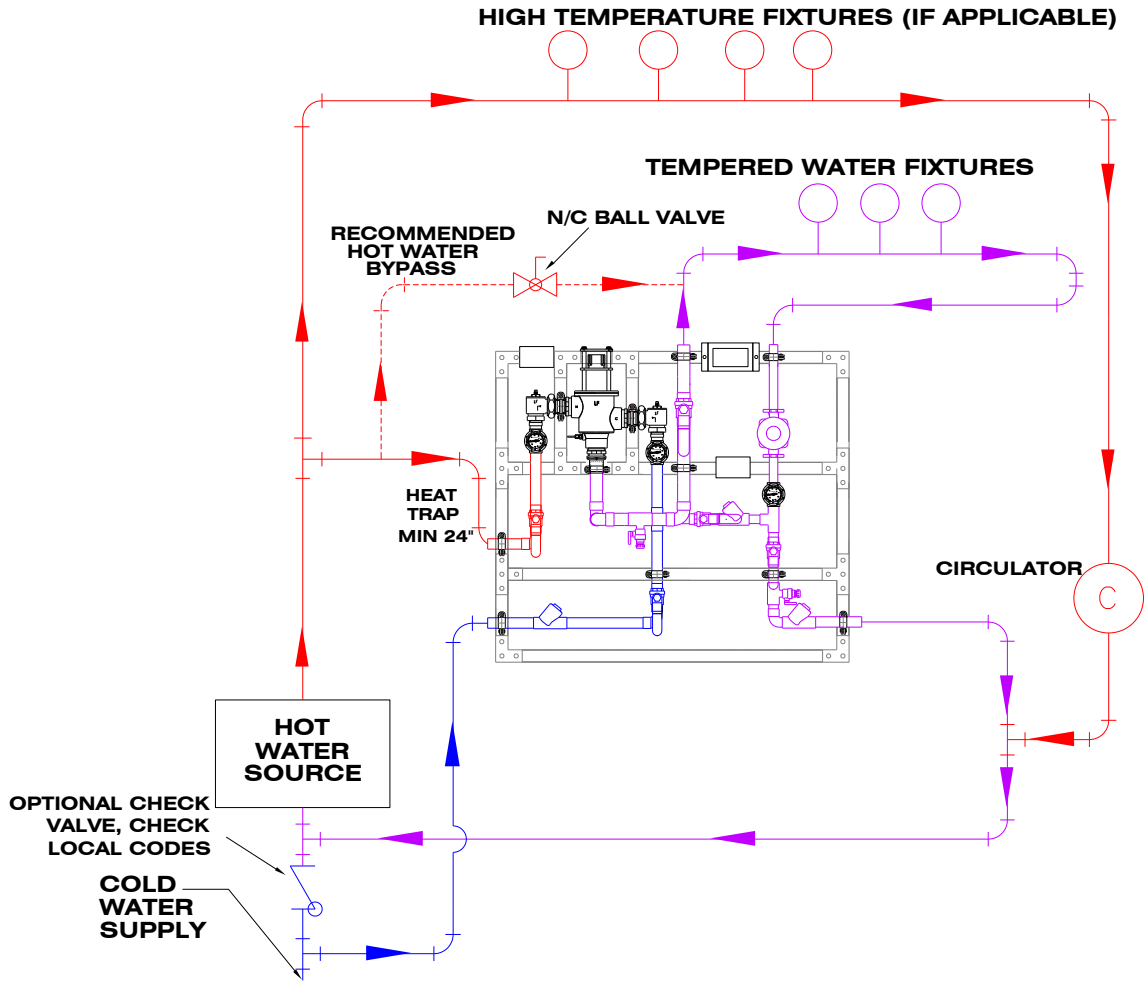 HIGH TEMPERATURE FIXTURES (IF APPLICABLE)
TEMPERED WATER FIXTURES
N/C BALL VALVE
RECOMMENDED
HOT WATER
BYPASS
HEAT
TRAP
MIN 24"
CIRCULATOR
C
HOT
WATER
SOURCE
OPTIONAL CHECK
VALVE, CHECK
LOCAL CODES
COLD
WATER
SUPPLY